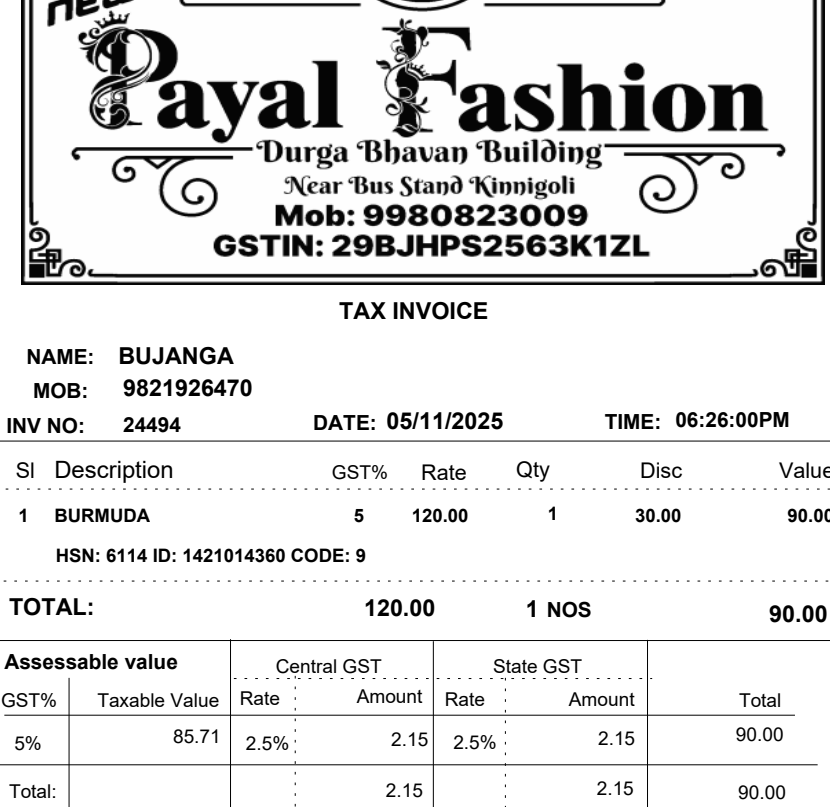 new
Payal Fashion
Durga Bhavan Building
Near Bus Stand Kinnigoli
Mob: 9980823009
GSTIN: 29BJHPS2563K1ZL
TAX INVOICE
NAME: BUJANGA
MOB: 9821926470
INV NO: 24494 DATE: 05/11/2025 TIME: 06:26:00PM
Sl Description GST% Rate Qty Disc Value
1 BURMUDA 5 120.00 1 30.00 90.00
HSN: 6114 ID: 1421014360 CODE: 9
TOTAL: 120.00 1 NOS 90.00
Assessable value Central GST State GST
GST% Taxable Value Rate Amount Rate Amount Total
5% 85.71 2.5% 2.15 2.5% 2.15 90.00
Total: 2.15 2.15 90.00